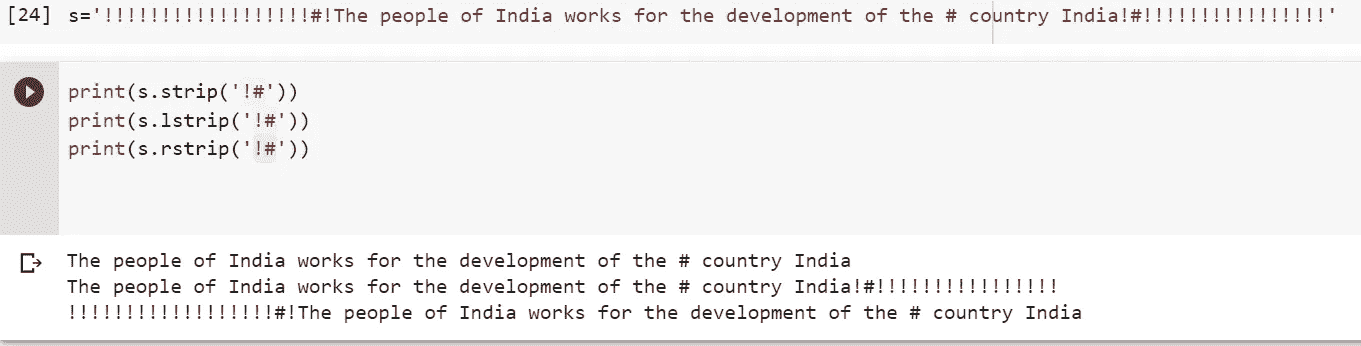 [24] s='!!!!!!!!!!!!!!!!!!#!The people of India works for the development of the # country India!#!!!!!!!!!!!!!!!!'
print(s.strip('!#'))
print(s.lstrip('!#'))
print(s.rstrip('!#'))
The people of India works for the development of the # country India
The people of India works for the development of the # country India!#!!!!!!!!!!!!!!!!
!!!!!!!!!!!!!!!!!!#!The people of India works for the development of the # country India